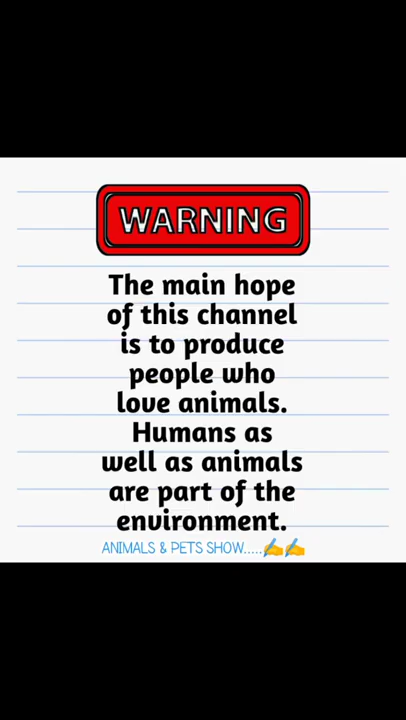 WARNING
The main hope
of this channel
is to produce
people who
love animals.
Humans as
well as animals
are part of the
environment.
ANIMALS & PETS SHOW.....✍️✍️